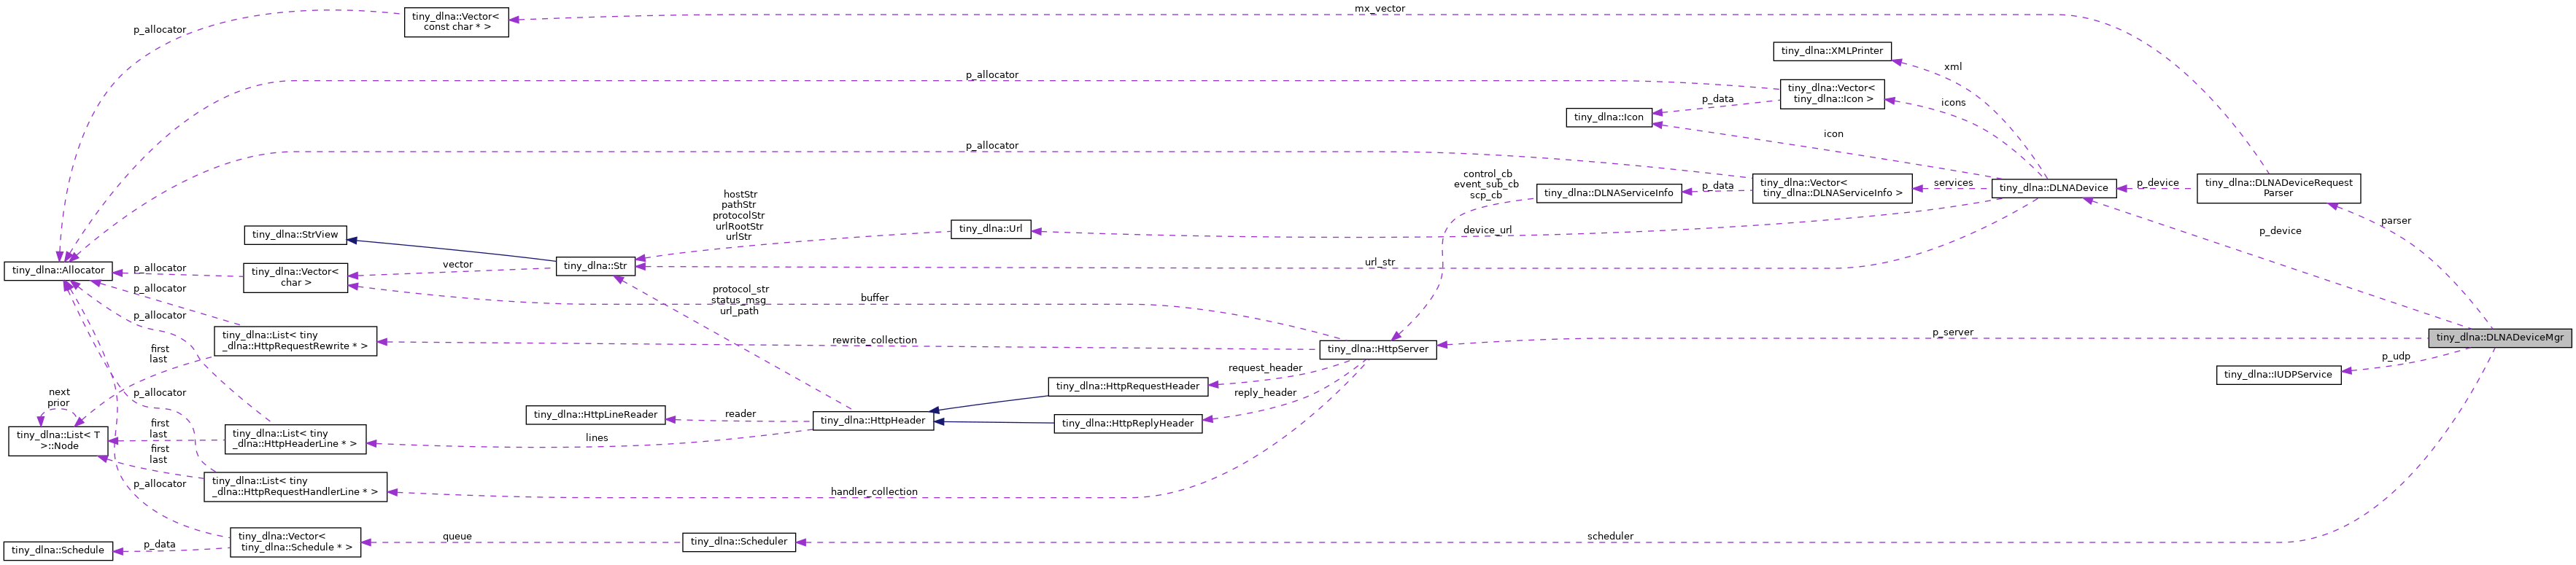 tiny_dlna::Vector<
const char * >
mx_vector
p_allocator
tiny_dlna::XMLPrinter
xml
p_allocator
tiny_dlna::Vector<
tiny_dlna::Icon >
p_data
icons
tiny_dlna::Icon
icon
p_allocator
control_cb
event_sub_cb
scp_cb
tiny_dlna::DLNAServiceInfo
p_data
tiny_dlna::Vector<
tiny_dlna::DLNAServiceInfo >
services
tiny_dlna::DLNADevice
p_device
tiny_dlna::DLNADeviceRequest
Parser
parser
hostStr
pathStr
protocolStr
urlRootStr
urlStr
tiny_dlna::StrView
tiny_dlna::Url
device_url
p_device
tiny_dlna::Allocator
p_allocator
tiny_dlna::Vector<
char >
vector
tiny_dlna::Str
url_str
p_allocator
protocol_str
status_msg
url_path
buffer
p_allocator
tiny_dlna::List< tiny
_dlna::HttpRequestRewrite * >
rewrite_collection
tiny_dlna::HttpServer
p_server
tiny_dlna::DLNADeviceMgr
first
last
request_header
p_udp
tiny_dlna::IUDPService
next
prior
p_allocator
tiny_dlna::HttpRequestHeader
reply_header
tiny_dlna::HttpLineReader
reader
tiny_dlna::HttpHeader
tiny_dlna::HttpReplyHeader
tiny_dlna::List< T
>::Node
first
last
tiny_dlna::List< tiny
_dlna::HttpHeaderLine * >
lines
first
last
p_allocator
tiny_dlna::List< tiny
_dlna::HttpRequestHandlerLine * >
handler_collection
tiny_dlna::Schedule
p_data
tiny_dlna::Vector<
tiny_dlna::Schedule * >
queue
tiny_dlna::Scheduler
scheduler